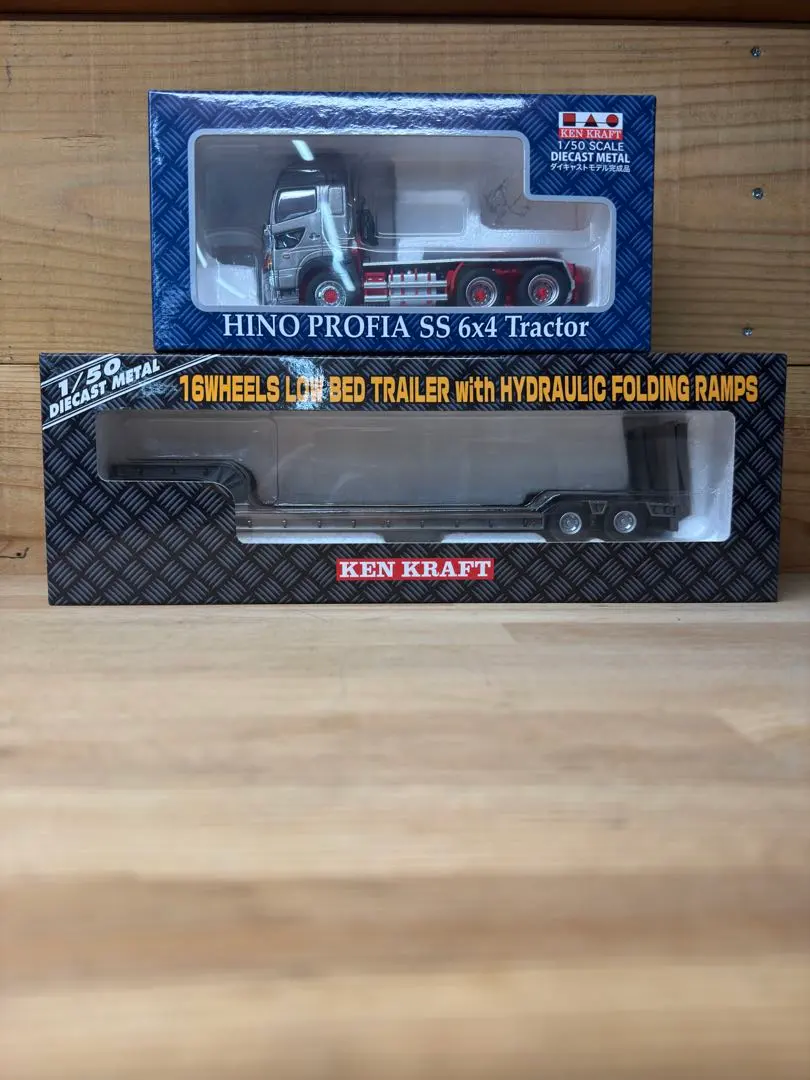 KEN KRAFT
1/50 SCALE
DIECAST METAL
ダイキャストモデル完成品
HINO PROFIA SS 6x4 Tractor
1/50
DIECAST METAL
16WHEELS LOW BED TRAILER with HYDRAULIC FOLDING RAMPS
KEN KRAFT